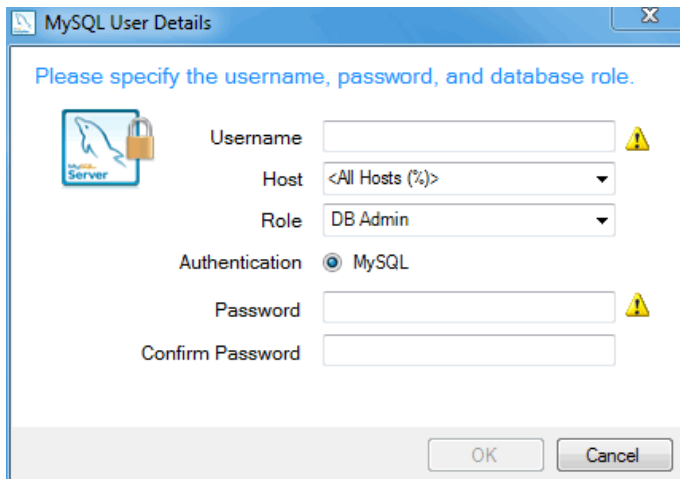 MySQL User Details
Please specify the username, password, and database role.
MySQL
Server
Username
Host <All Hosts (%)>
Role DB Admin
Authentication MySQL
Password
Confirm Password
OK Cancel